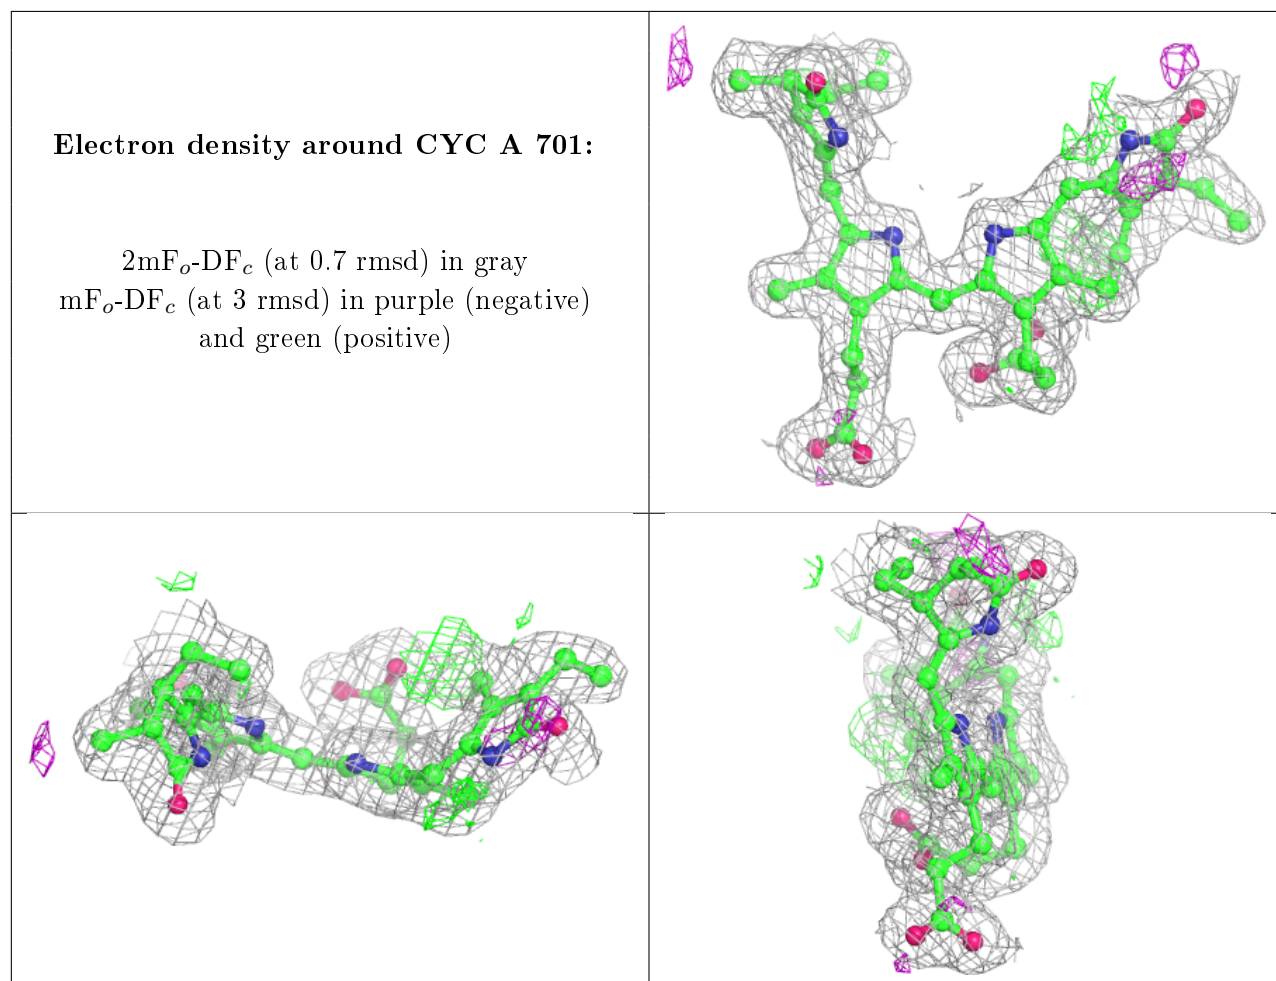 Electron density around CYC A 701:
2mFo-DFc (at 0.7 rmsd) in gray
mFo-DFc (at 3 rmsd) in purple (negative)
and green (positive)